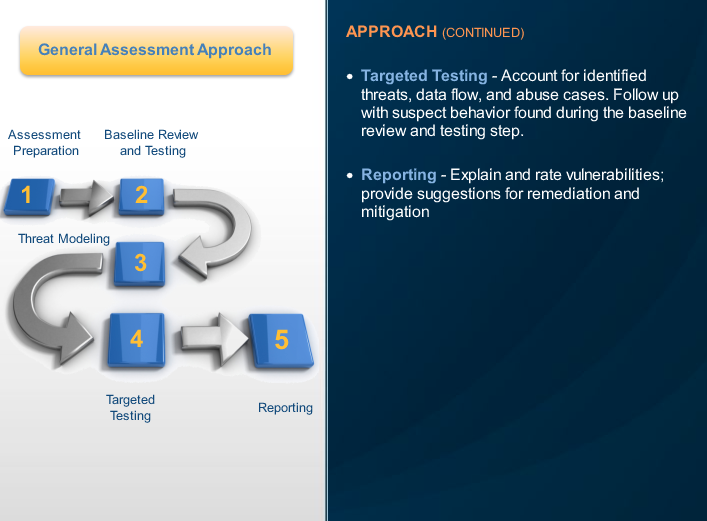 General Assessment Approach
Assessment
Preparation
Baseline Review
and Testing
1
2
Threat Modeling
3
4
5
Targeted
Testing
Reporting
APPROACH (CONTINUED)
• Targeted Testing - Account for identified
threats, data flow, and abuse cases. Follow up
with suspect behavior found during the baseline
review and testing step.
• Reporting - Explain and rate vulnerabilities;
provide suggestions for remediation and
mitigation